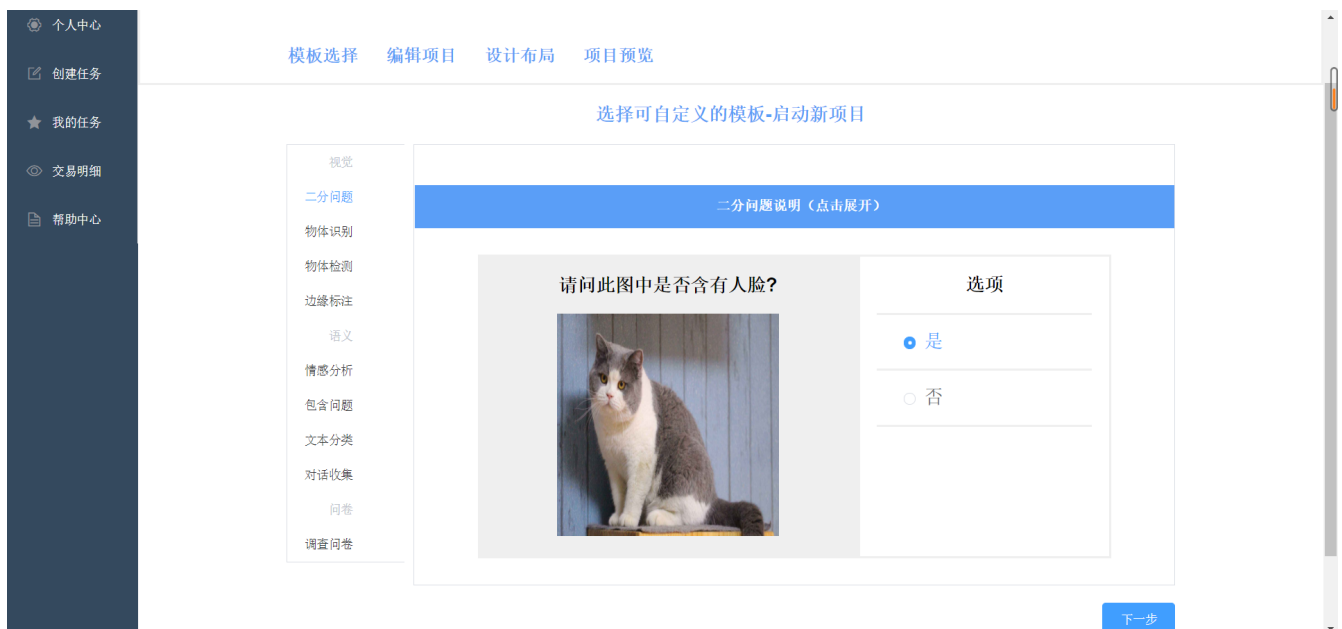 个人中心
创建任务
我的任务
交易明细
帮助中心
模板选择 编辑项目 设计布局 项目预览
选择可自定义的模板-启动新项目
视觉
二分问题
物体识别
物体检测
边缘标注
语义
情感分析
包含问题
文本分类
对话收集
问卷
调查问卷
二分问题说明（点击展开）
请问此图中是否含有人脸?
选项
是
否
下一步